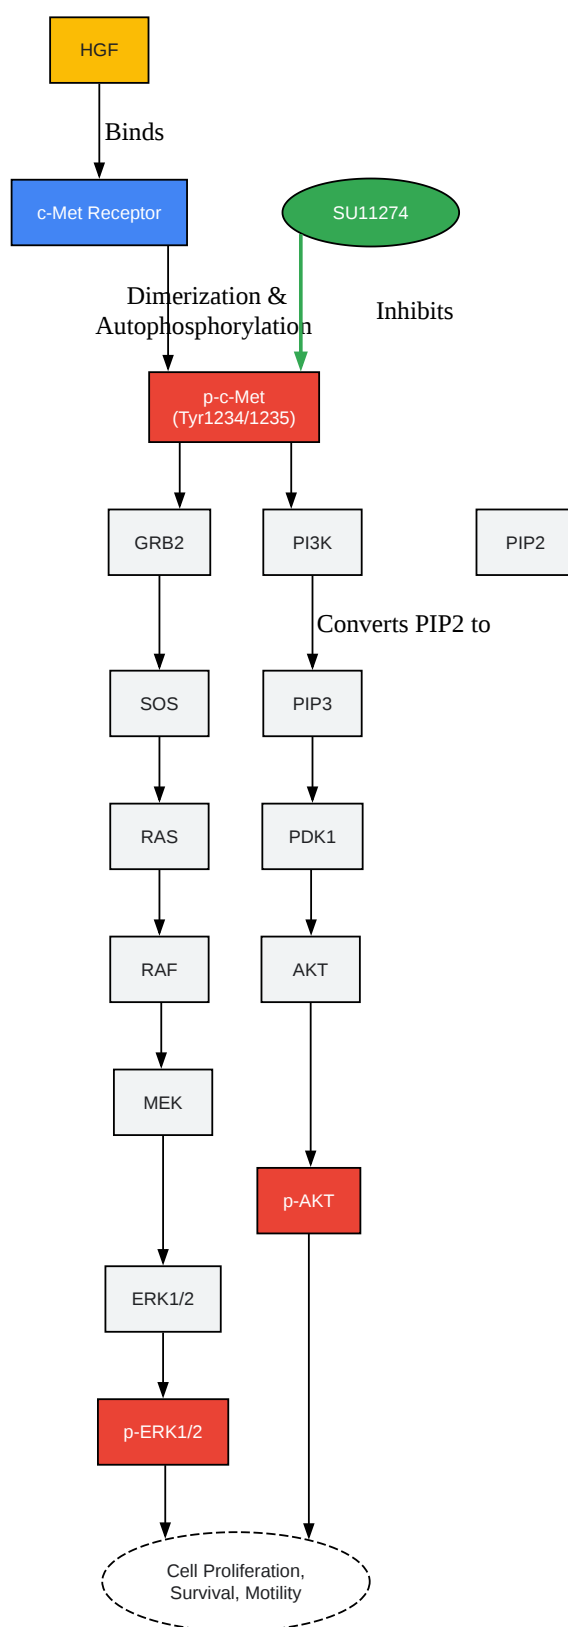 HGF
Binds
c-Met Receptor
SU11274
Dimerization &
Autophosphorylation
Inhibits
p-c-Met
(Tyr1234/1235)
GRB2
PI3K
PIP2
Converts PIP2 to
SOS
PIP3
RAS
PDK1
RAF
AKT
MEK
p-AKT
ERK1/2
p-ERK1/2
Cell Proliferation,
Survival, Motility